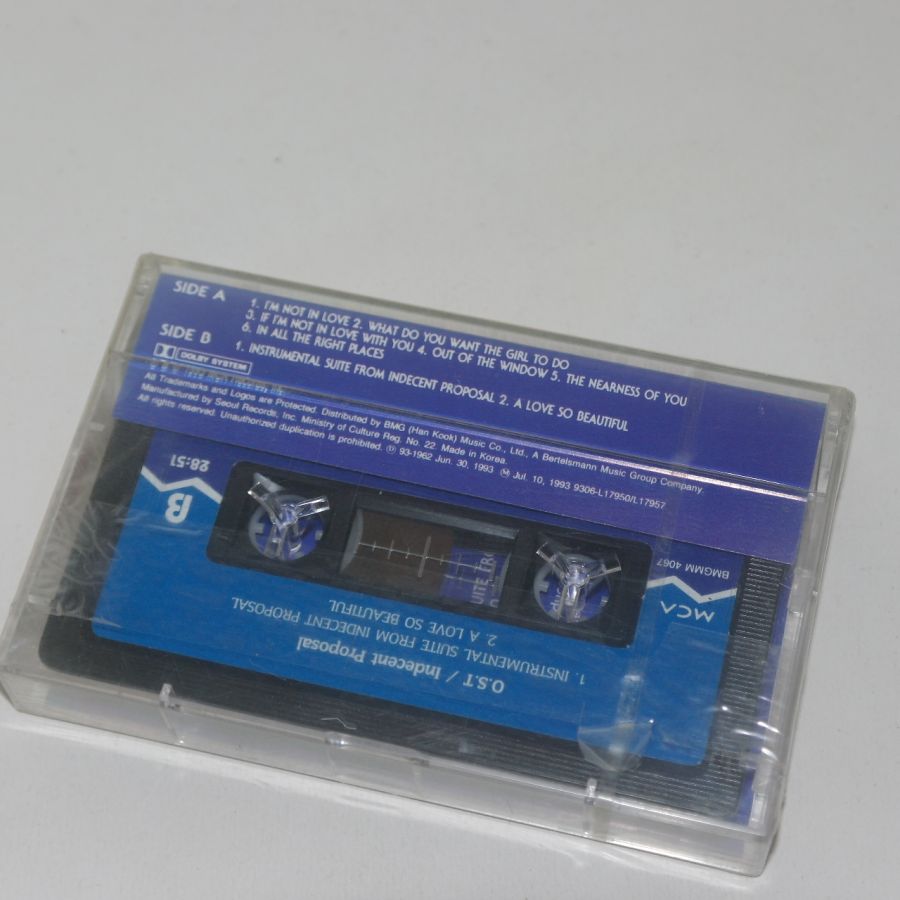 SIDE A
1. I'M NOT IN LOVE 2. WHAT DO YOU WANT THE GIRL TO DO
3. IF I'M NOT IN LOVE WITH YOU 4. OUT OF THE WINDOW 5. THE NEARNESS OF YOU
6. IN ALL THE RIGHT PLACES
SIDE B
1. INSTRUMENTAL SUITE FROM INDECENT PROPOSAL 2. A LOVE SO BEAUTIFUL
DOLBY SYSTEM
All Trademarks and Logos are Protected. Distributed by BMG (Han Kook) Music Co., Ltd., A Bertelsmann Music Group Company.
Manufactured by Seoul Records, Inc. Ministry of Culture Reg. No. 22. Made in Korea.
All rights reserved. Unauthorized duplication is prohibited. Ⓟ 93-1962 Jun. 30, 1993 Ⓜ Jul. 10, 1993 9306-L17950/L17957
O.S.T / Indecent Proposal
1. INSTRUMENTAL SUITE FROM INDECENT PROPOSAL
2. A LOVE SO BEAUTIFUL
MCA
BMGMM 4067
B
28:51